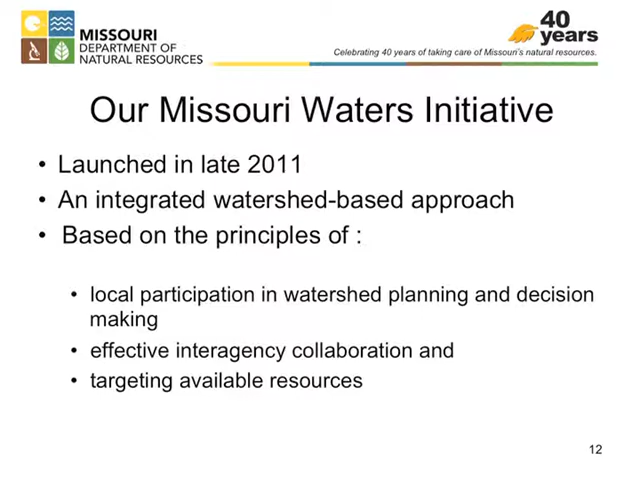 MISSOURI
DEPARTMENT OF
NATURAL RESOURCES
40
years
Celebrating 40 years of taking care of Missouri's natural resources.
Our Missouri Waters Initiative
• Launched in late 2011
• An integrated watershed-based approach
• Based on the principles of :
• local participation in watershed planning and decision
making
• effective interagency collaboration and
• targeting available resources
12